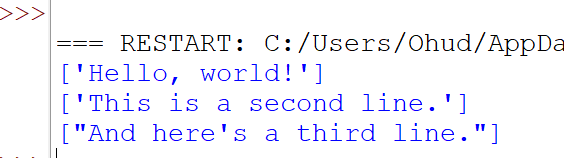 >>>
=== RESTART: C:/Users/Ohud/AppDa
['Hello, world!']
['This is a second line.']
["And here's a third line."]